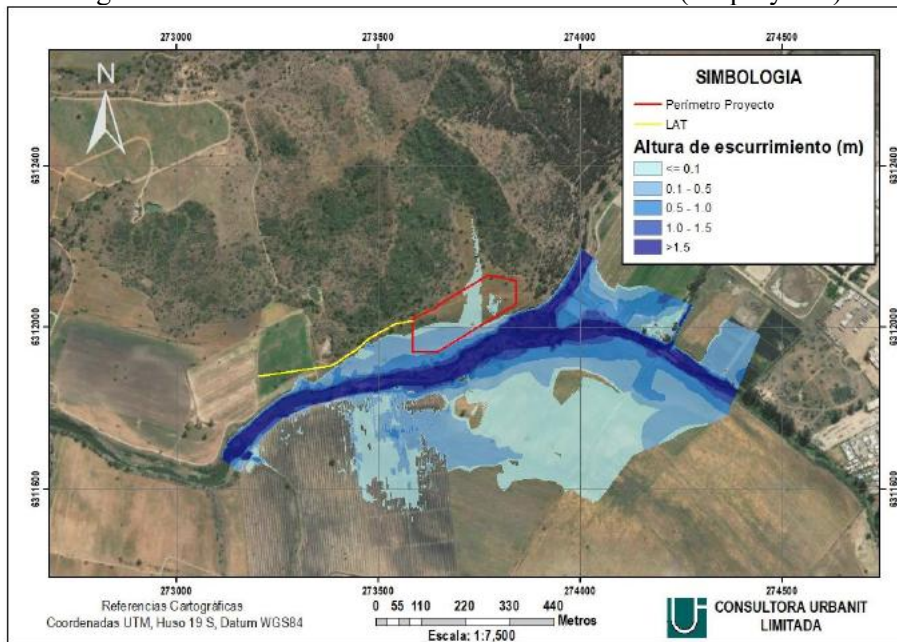 273000 273500 274000 274500
N
SIMBOLOGIA
Perímetro Proyecto
LAT
Altura de escurrimiento (m)
<= 0.1
0.1 - 0.5
0.5 - 1.0
1.0 - 1.5
>1.5
6312400 6312400
6312000 6312000
6311600 6311600
273000 273500 274000 274500
Referencias Cartográficas
Coordenadas UTM, Huso 19 S, Datum WGS84
0 55 110 220 330 440
Metros
Escala: 1:7,500
CONSULTORA URBANIT
LIMITADA